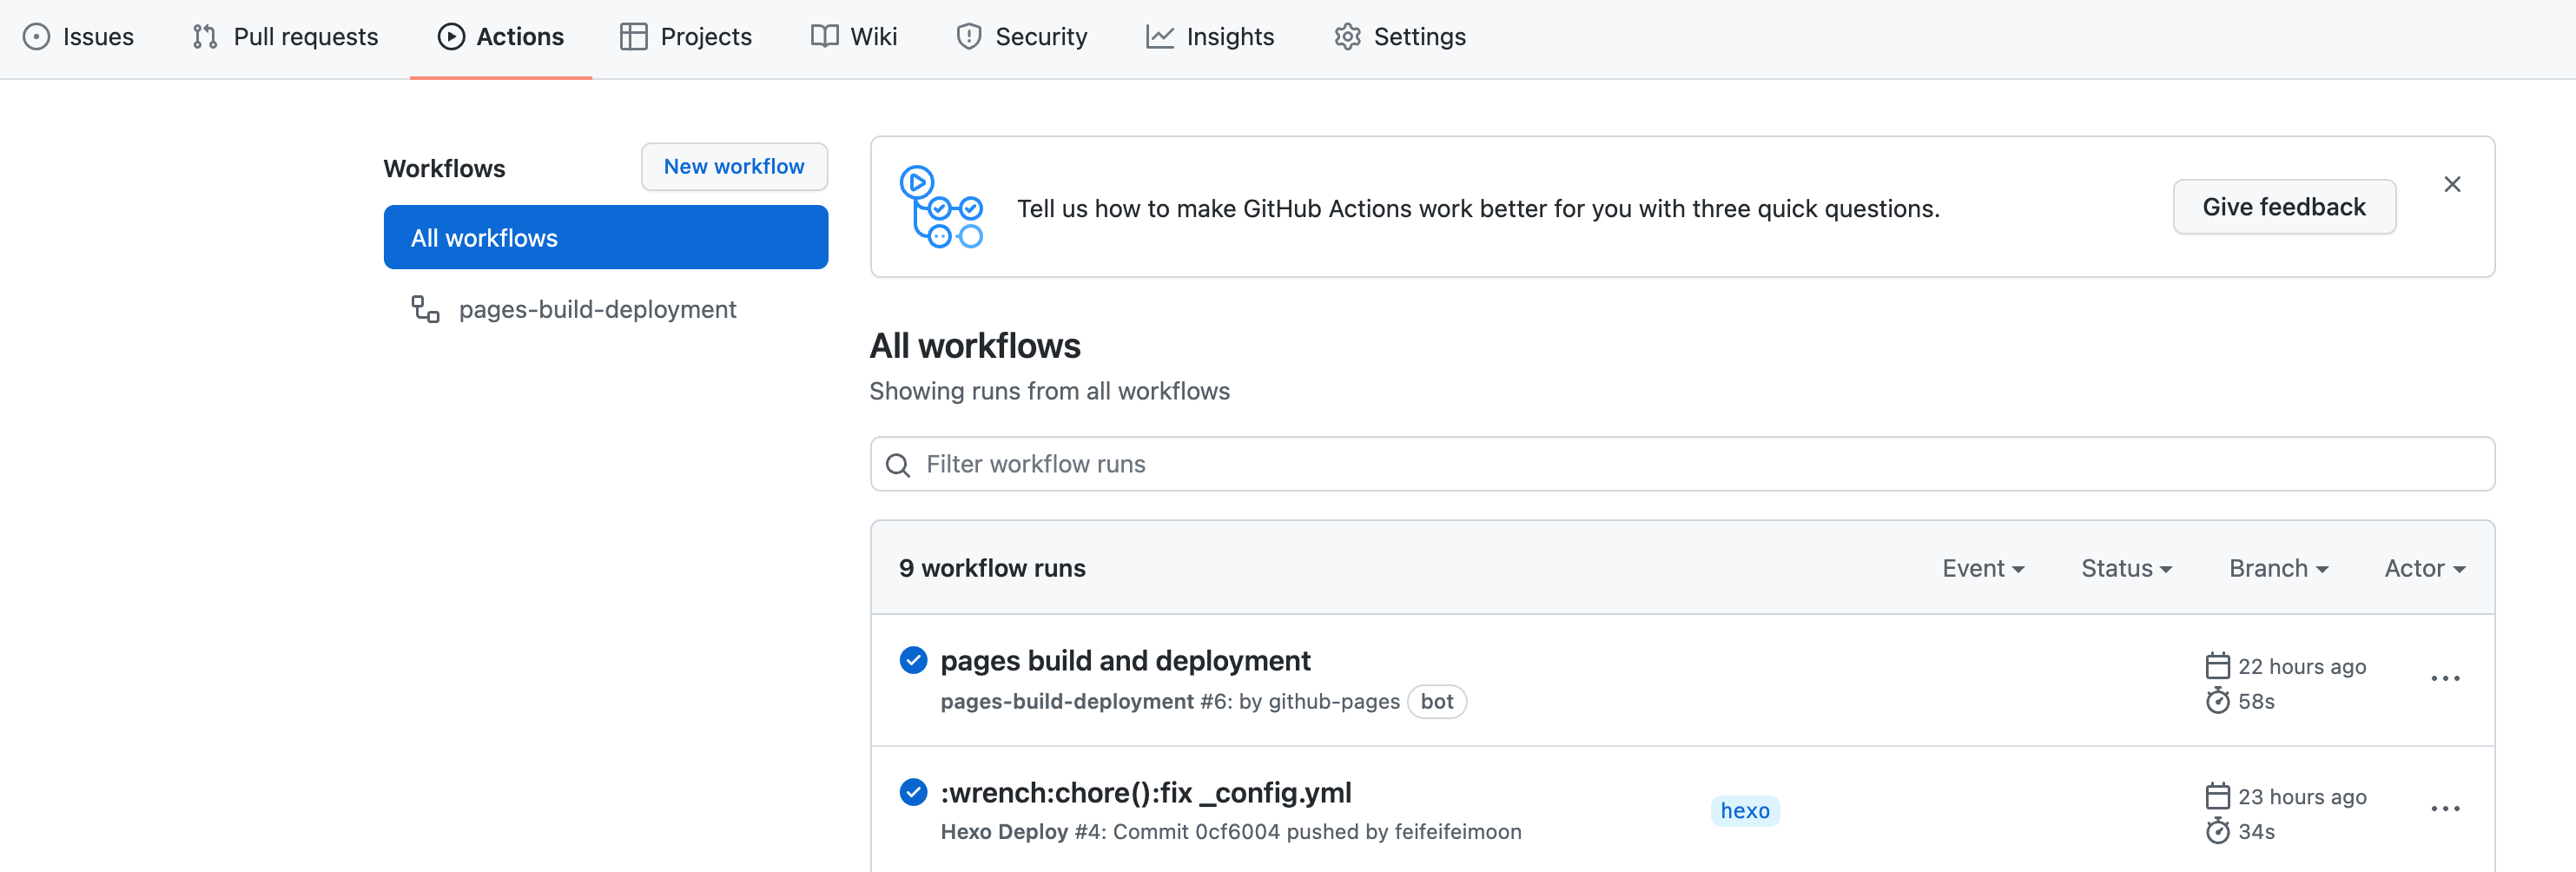 Issues Pull requests Actions Projects Wiki Security Insights Settings
Workflows
New workflow
All workflows
pages-build-deployment
Tell us how to make GitHub Actions work better for you with three quick questions.
Give feedback
All workflows
Showing runs from all workflows
Filter workflow runs
9 workflow runs Event Status Branch Actor
pages build and deployment
pages-build-deployment #6: by github-pages bot
22 hours ago
58s
:wrench:chore():fix _config.yml
Hexo Deploy #4: Commit 0cf6004 pushed by feifeifeimoon
hexo
23 hours ago
34s